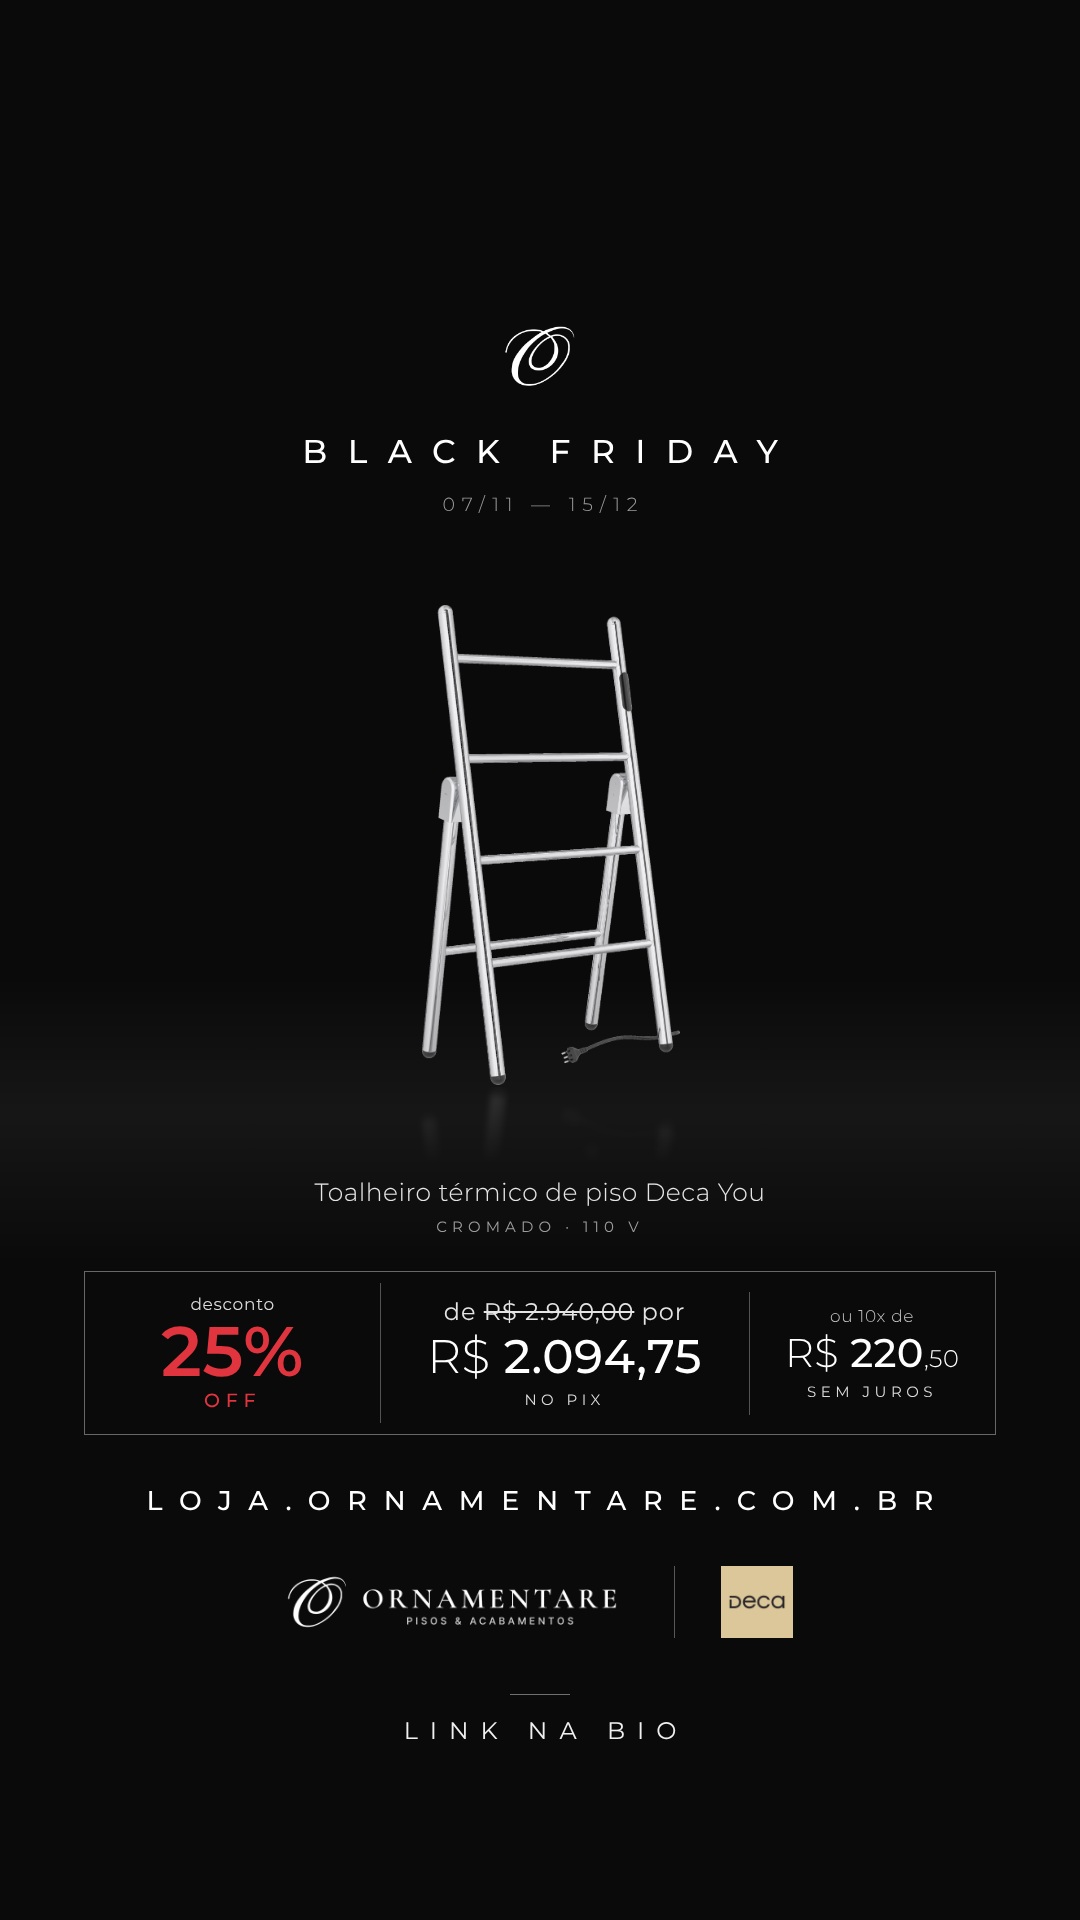 BLACK FRIDAY
07/11 — 15/12
Toalheiro térmico de piso Deca You
CROMADO · 110 V
desconto
25%
OFF
de R$ 2.940,00 por
R$ 2.094,75
NO PIX
ou 10x de
R$ 220,50
SEM JUROS
LOJA.ORNAMENTARE.COM.BR
ORNAMENTARE
PISOS & ACABAMENTOS
Deca
LINK NA BIO